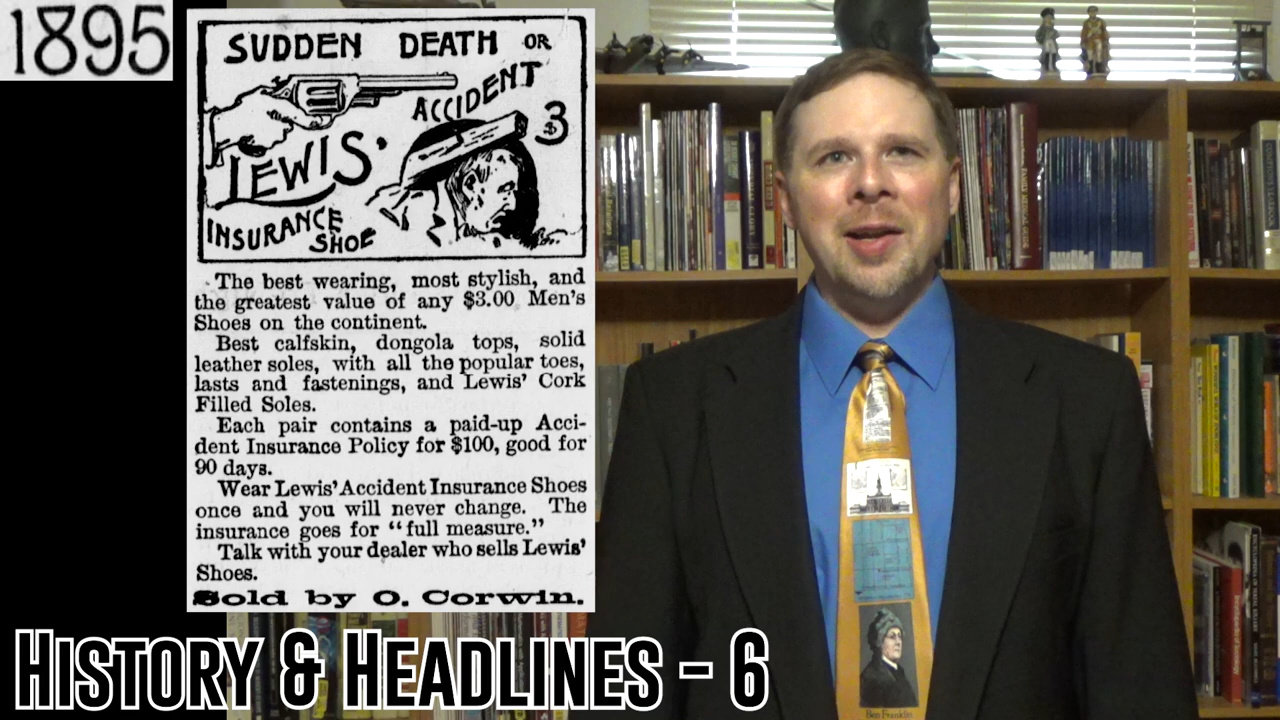 1895
SUDDEN DEATH OR
ACCIDENT
$3
LEWIS'
INSURANCE
SHOE
The best wearing, most stylish, and
the greatest value of any $3.00 Men's
Shoes on the continent.
Best calfskin, dongola tops, solid
leather soles, with all the popular toes,
lasts and fastenings, and Lewis' Cork
Filled Soles.
Each pair contains a paid-up Acci-
dent Insurance Policy for $100, good for
90 days.
Wear Lewis' Accident Insurance Shoes
once and you will never change. The
insurance goes for "full measure."
Talk with your dealer who sells Lewis'
Shoes.
Sold by O. Corwin.
HISTORY & HEADLINES - 6
Ben Franklin